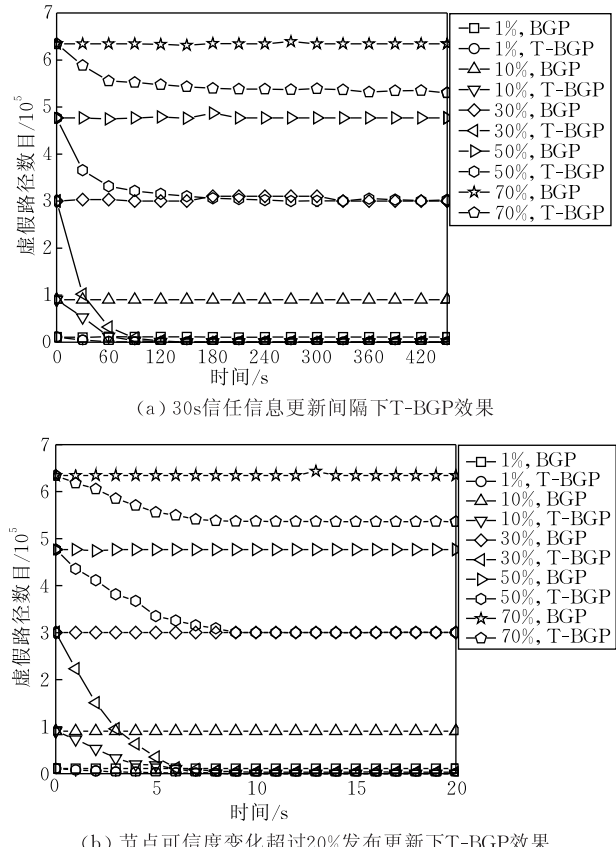 7
6
5
4
3
2
1
0
虚假路径数目/10⁵
0 60 120 180 240 300 360 420
时间/s
1%, BGP
1%, T-BGP
10%, BGP
10%, T-BGP
30%, BGP
30%, T-BGP
50%, BGP
50%, T-BGP
70%, BGP
70%, T-BGP
(a) 30s信任信息更新间隔下T-BGP效果
7
6
5
4
3
2
1
0
虚假路径数目/10⁵
0 5 10 15 20
时间/s
1%, BGP
1%, T-BGP
10%, BGP
10%, T-BGP
30%, BGP
30%, T-BGP
50%, BGP
50%, T-BGP
70%, BGP
70%, T-BGP
(b) 节点可信度变化超过20%发布更新下T-BGP效果